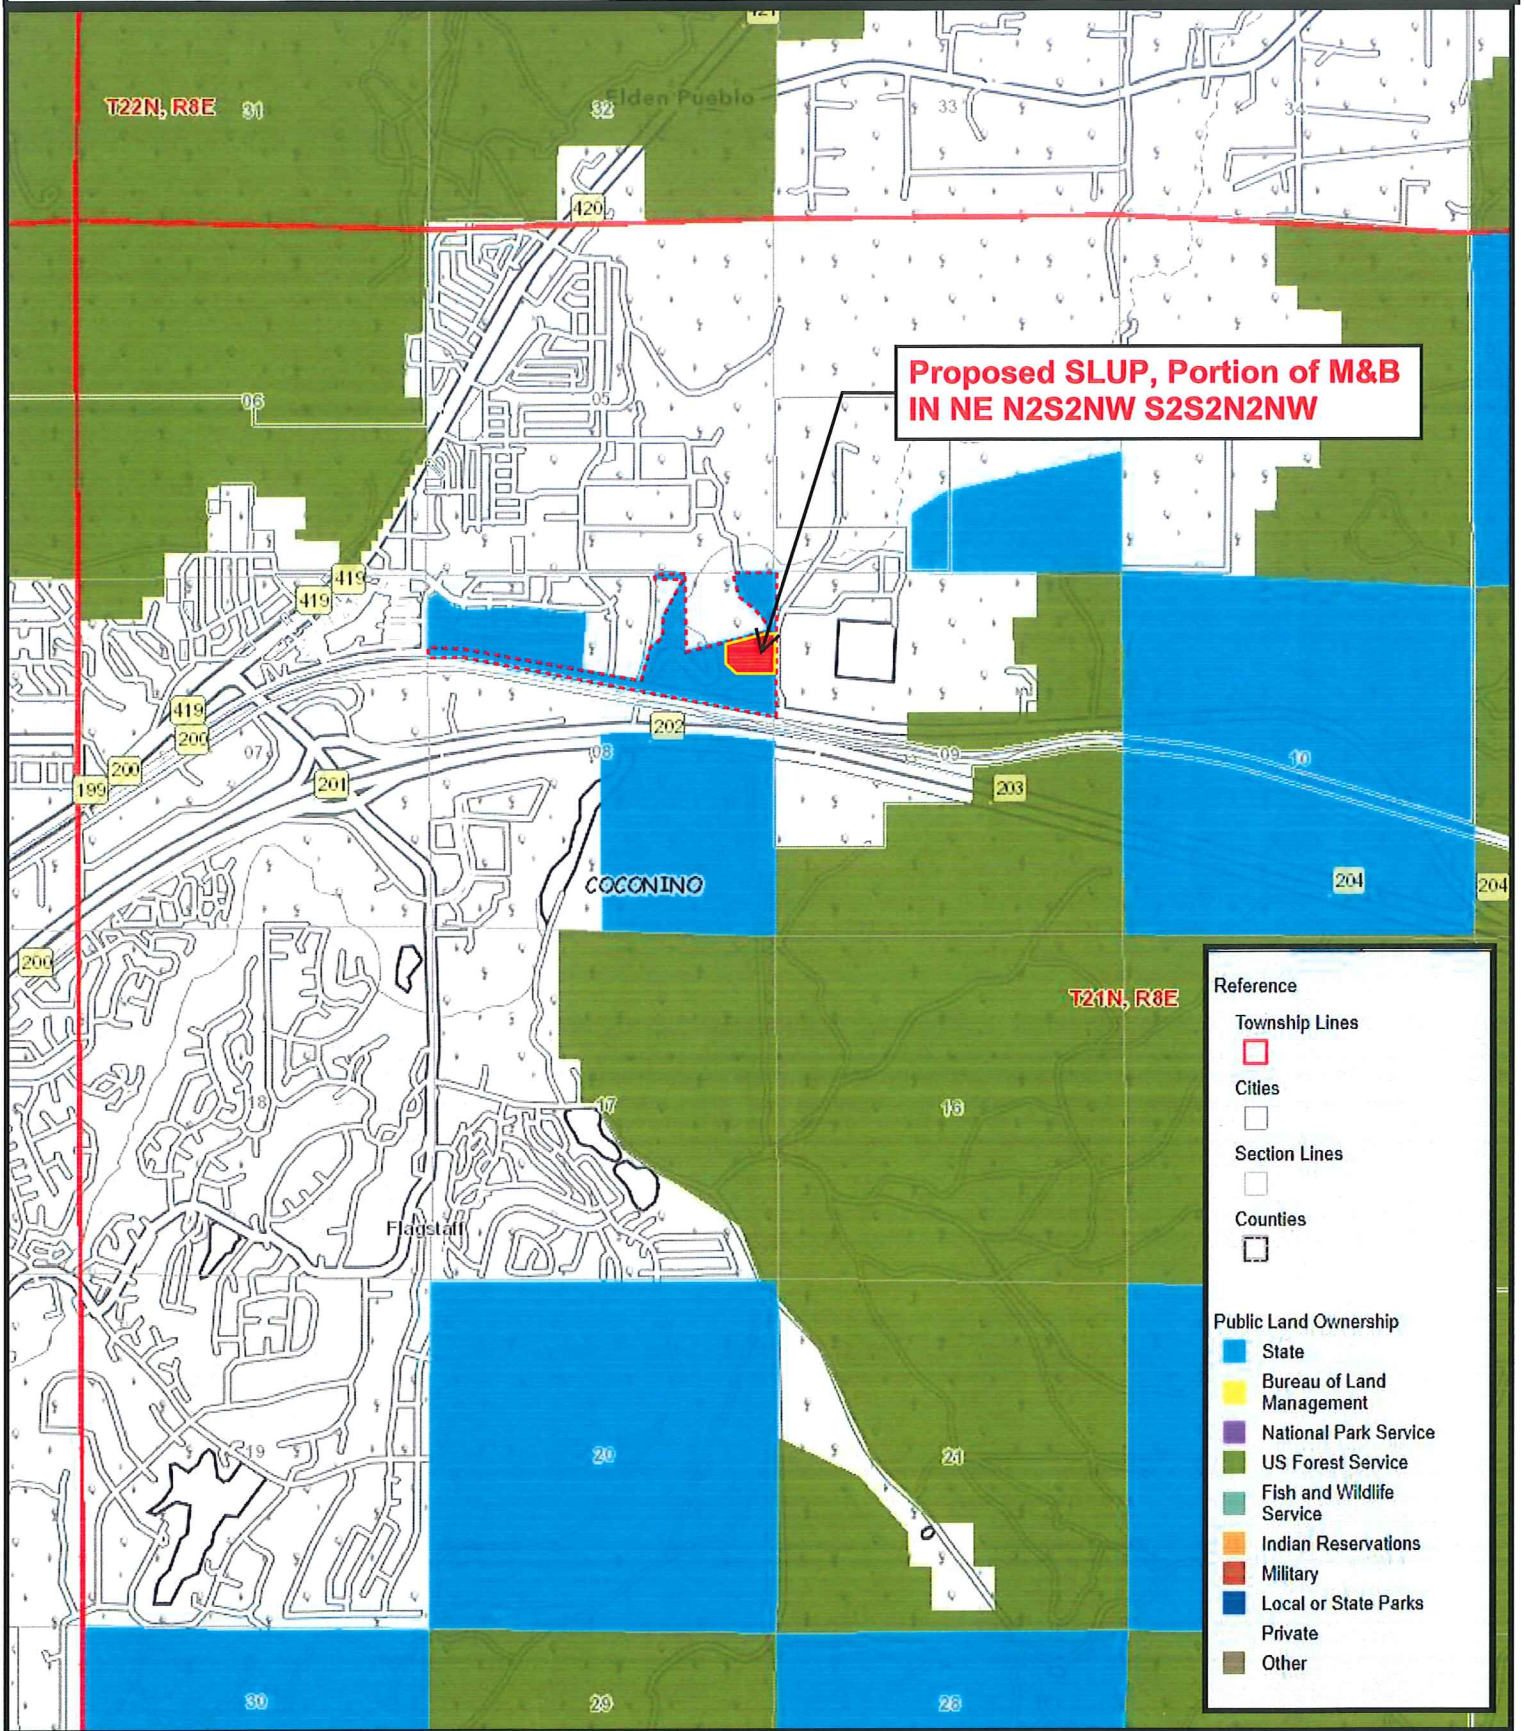 421
T22N, R8E
31
32
Elden Pueblo
33
34
420
Proposed SLUP, Portion of M&B
IN NE N2S2NW S2S2N2NW
06
05
419
419
419
200
202
07
08
09
10
200
199
201
203
COCONINO
204
204
200
T21N, R8E
18
17
16
Flagstaff
19
20
21
30
29
28
Reference
Township Lines
Cities
Section Lines
Counties
Public Land Ownership
State
Bureau of Land
Management
National Park Service
US Forest Service
Fish and Wildlife
Service
Indian Reservations
Military
Local or State Parks
Private
Other